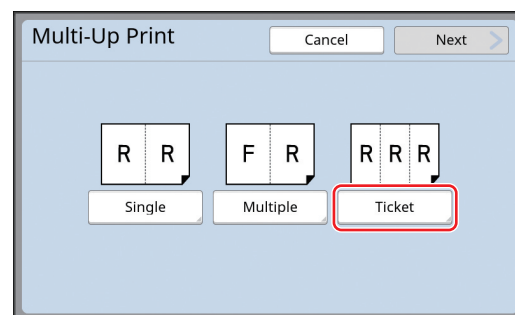 Multi-Up Print
Cancel
Next
R R
F R
R R R
Single
Multiple
Ticket